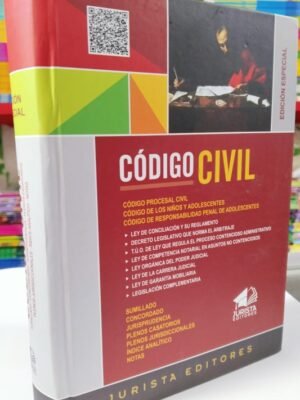 EDICIÓN ESPECIAL
CÓDIGO CIVIL
CÓDIGO PROCESAL CIVIL
CÓDIGO DE LOS NIÑOS Y ADOLESCENTES
CÓDIGO DE RESPONSABILIDAD PENAL DE ADOLESCENTES
LEY DE CONCILIACIÓN Y SU REGLAMENTO
DECRETO LEGISLATIVO QUE NORMA EL ARBITRAJE
T.U.O. DE LEY QUE REGULA EL PROCESO CONTENCIOSO ADMINISTRATIVO
LEY DE COMPETENCIA NOTARIAL EN ASUNTOS NO CONTENCIOSOS
LEY ORGÁNICA DEL PODER JUDICIAL
LEY DE LA CARRERA JUDICIAL
LEY DE GARANTÍA MOBILIARIA
LEGISLACIÓN COMPLEMENTARIA
SUMILLADO
CONCORDADO
JURISPRUDENCIA
PLENOS CASATORIOS
PLENOS JURISDICCIONALES
ÍNDICE ANALÍTICO
NOTAS
JURISTA
EDITORES
JURISTA EDITORES